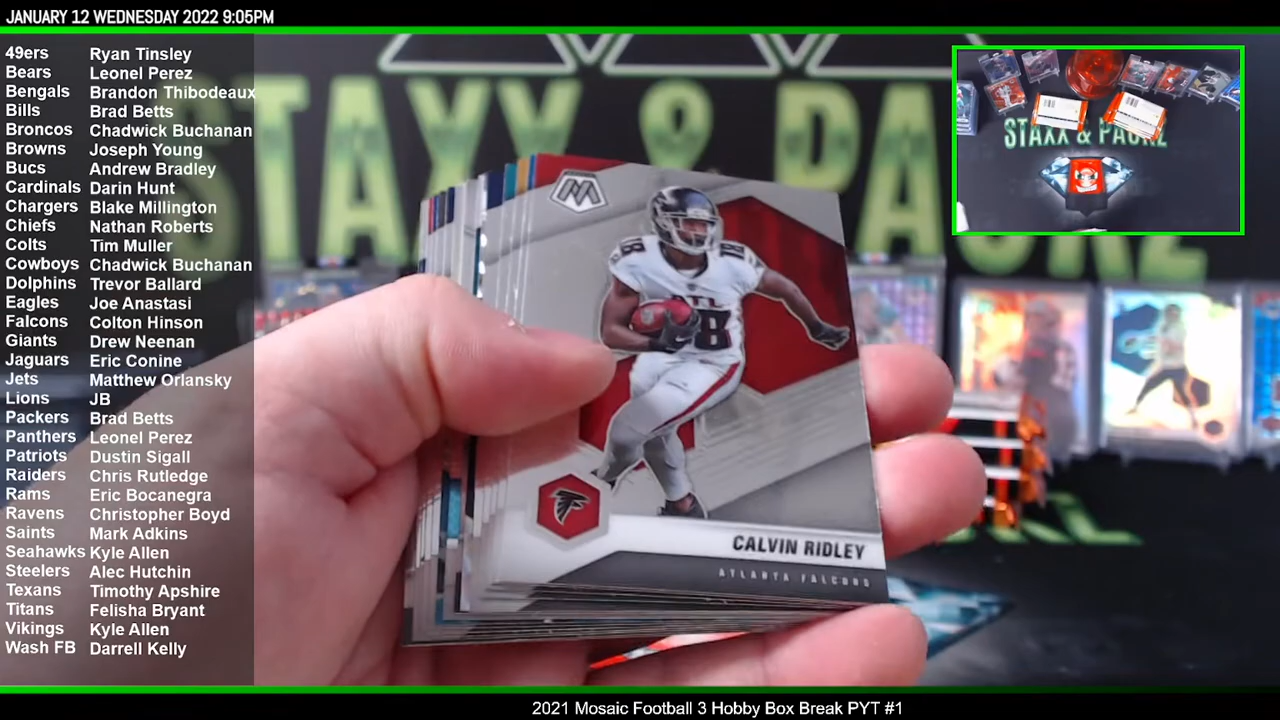 JANUARY 12 WEDNESDAY 2022 9:05PM
49ers Ryan Tinsley
Bears Leonel Perez
Bengals Brandon Thibodeaux
Bills Brad Betts
Broncos Chadwick Buchanan
Browns Joseph Young
Bucs Andrew Bradley
Cardinals Darin Hunt
Chargers Blake Millington
Chiefs Nathan Roberts
Colts Tim Muller
Cowboys Chadwick Buchanan
Dolphins Trevor Ballard
Eagles Joe Anastasi
Falcons Colton Hinson
Giants Drew Neenan
Jaguars Eric Conine
Jets Matthew Orlansky
Lions JB
Packers Brad Betts
Panthers Leonel Perez
Patriots Dustin Sigall
Raiders Chris Rutledge
Rams Eric Bocanegra
Ravens Christopher Boyd
Saints Mark Adkins
Seahawks Kyle Allen
Steelers Alec Hutchin
Texans Timothy Apshire
Titans Felisha Bryant
Vikings Kyle Allen
Wash FB Darrell Kelly
STAXX & PACKZ
STAXX & PACKZ
M
18 18
ATL
18
CALVIN RIDLEY
ATLANTA FALCONS
2021 Mosaic Football 3 Hobby Box Break PYT #1